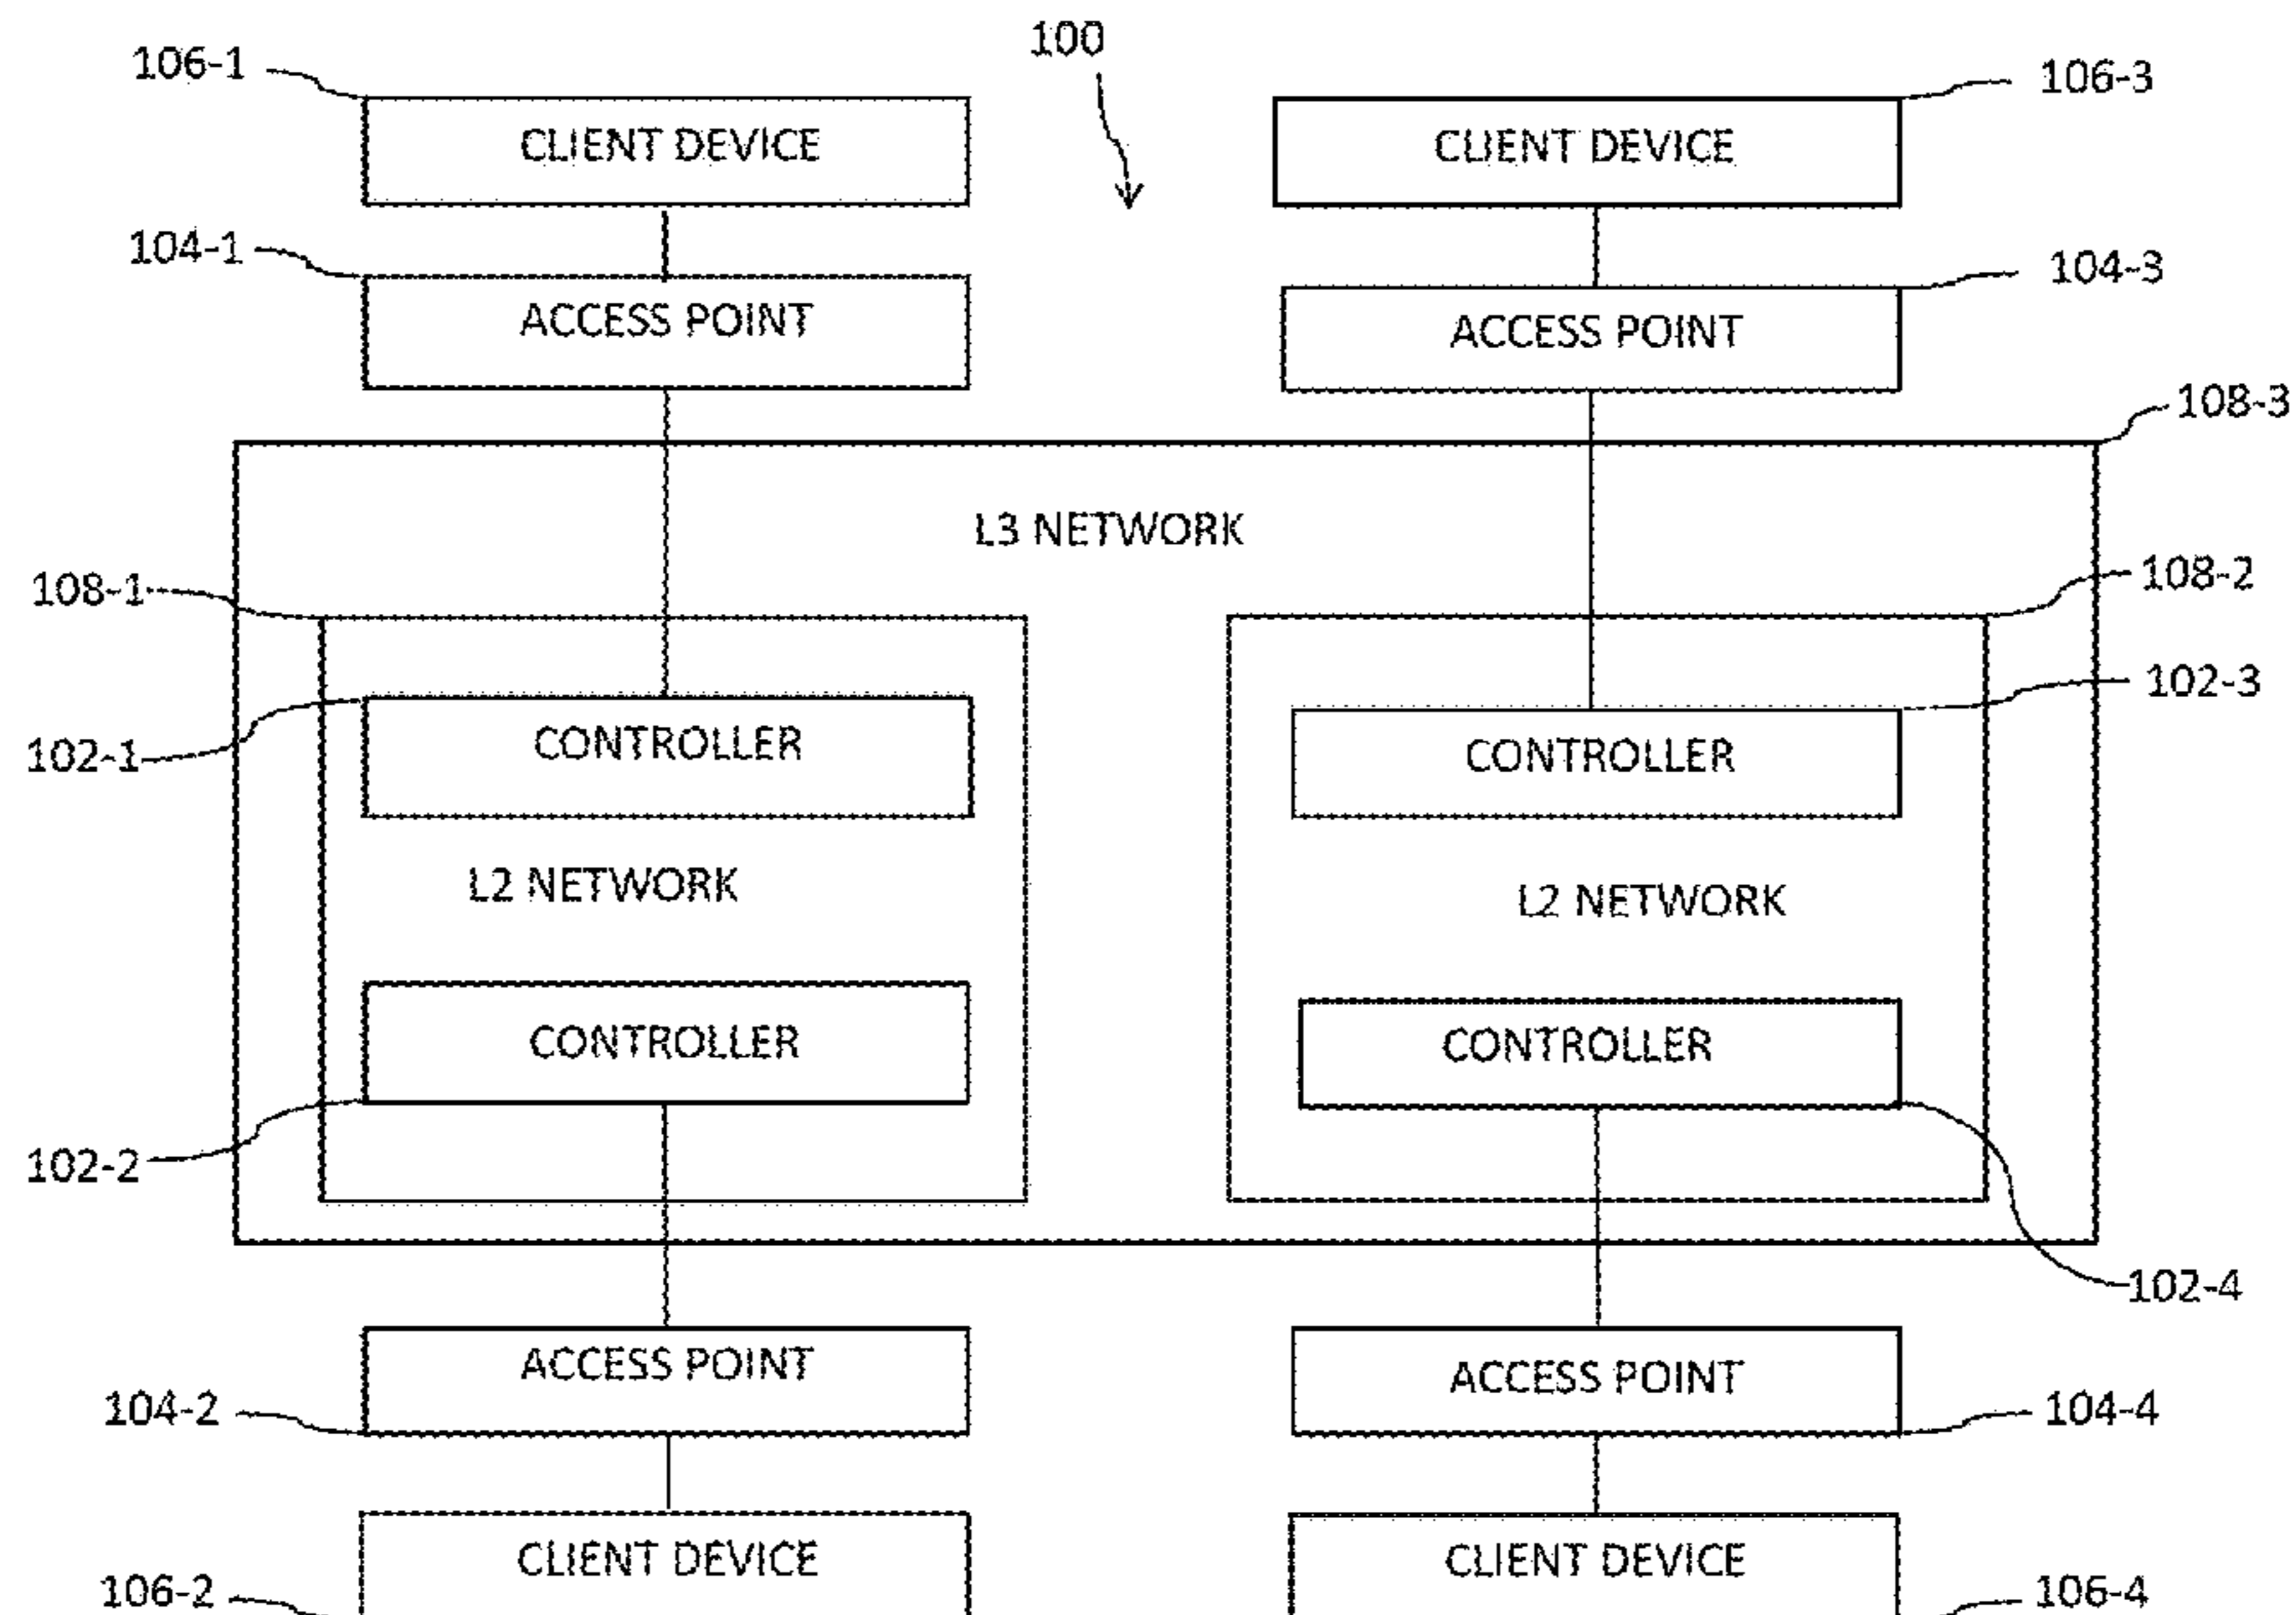 100
106-1
106-3
CLIENT DEVICE
CLIENT DEVICE
104-1
104-3
ACCESS POINT
ACCESS POINT
108-3
L3 NETWORK
108-1
108-2
102-3
CONTROLLER
CONTROLLER
102-1
L2 NETWORK
L2 NETWORK
CONTROLLER
CONTROLLER
102-2
102-4
ACCESS POINT
ACCESS POINT
104-2
104-4
CLIENT DEVICE
CLIENT DEVICE
106-2
106-4